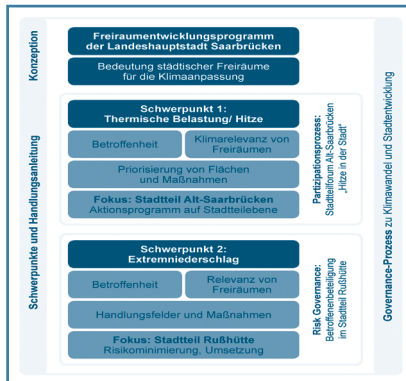 Konzeption
Freiraumentwicklungsprogramm
der Landeshauptstadt Saarbrücken
Bedeutung städtischer Freiräume
für die Klimaanpassung
Schwerpunkte und Handlungsanleitung
Schwerpunkt 1:
Thermische Belastung/ Hitze
Betroffenheit
Klimarelevanz von
Freiräumen
Priorisierung von Flächen
und Maßnahmen
Fokus: Stadtteil Alt-Saarbrücken
Aktionsprogramm auf Stadtteilebene
Partizipationsprozess:
Stadtteilforum Alt-Saarbrücken
„Hitze in der Stadt“
Schwerpunkt 2:
Extremniederschlag
Betroffenheit
Relevanz von
Freiräumen
Handlungsfelder und Maßnahmen
Fokus: Stadtteil Rußhütte
Risikominimierung, Umsetzung
Risk Governance:
Betroffenenbeteiligung
im Stadtteil Rußhütte
Governance-Prozess zu Klimawandel und Stadtentwicklung